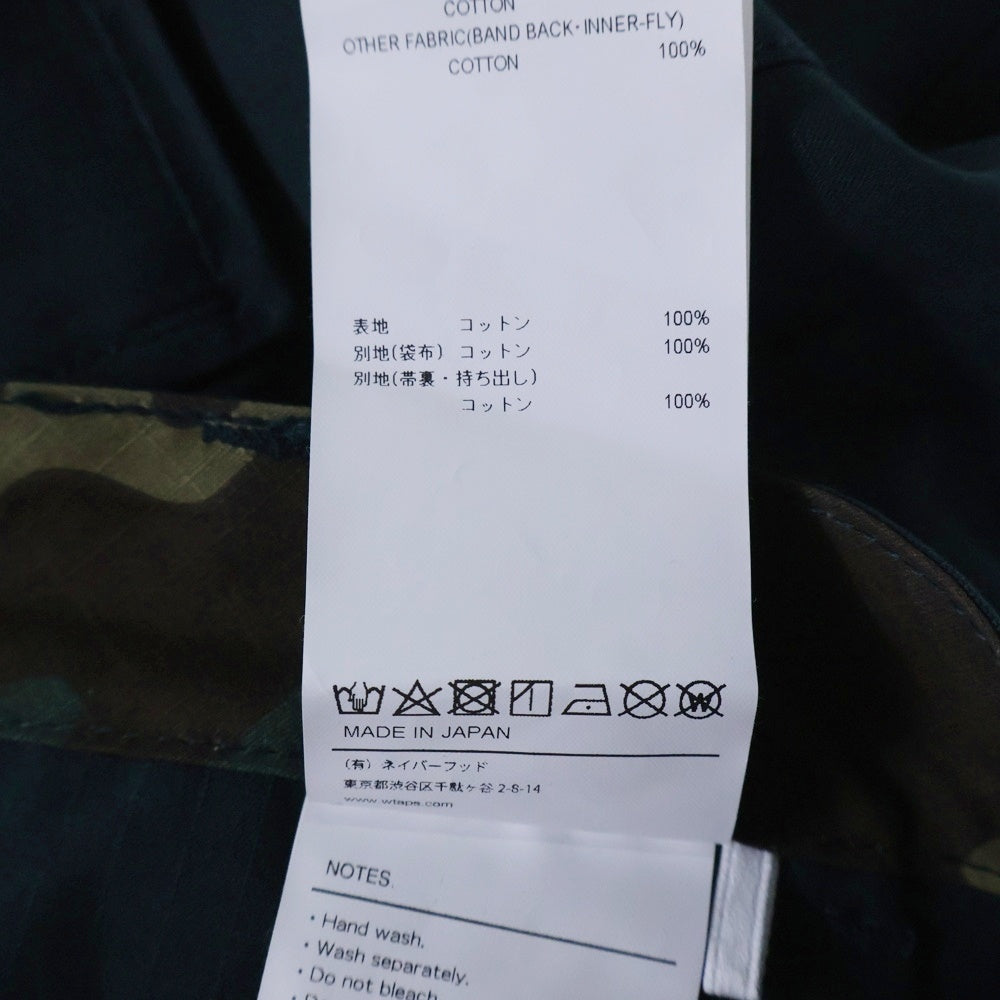 COTTON
OTHER FABRIC(BAND BACK・INNER-FLY)
COTTON 100%
表地 コットン 100%
別地(袋布) コットン 100%
別地(帯裏・持ち出し)
コットン 100%
MADE IN JAPAN
(有) ネイバーフッド
東京都渋谷区千駄ヶ谷 2-8-14
www.wtaps.com
NOTES.
・Hand wash.
・Wash separately.
・Do not bleach